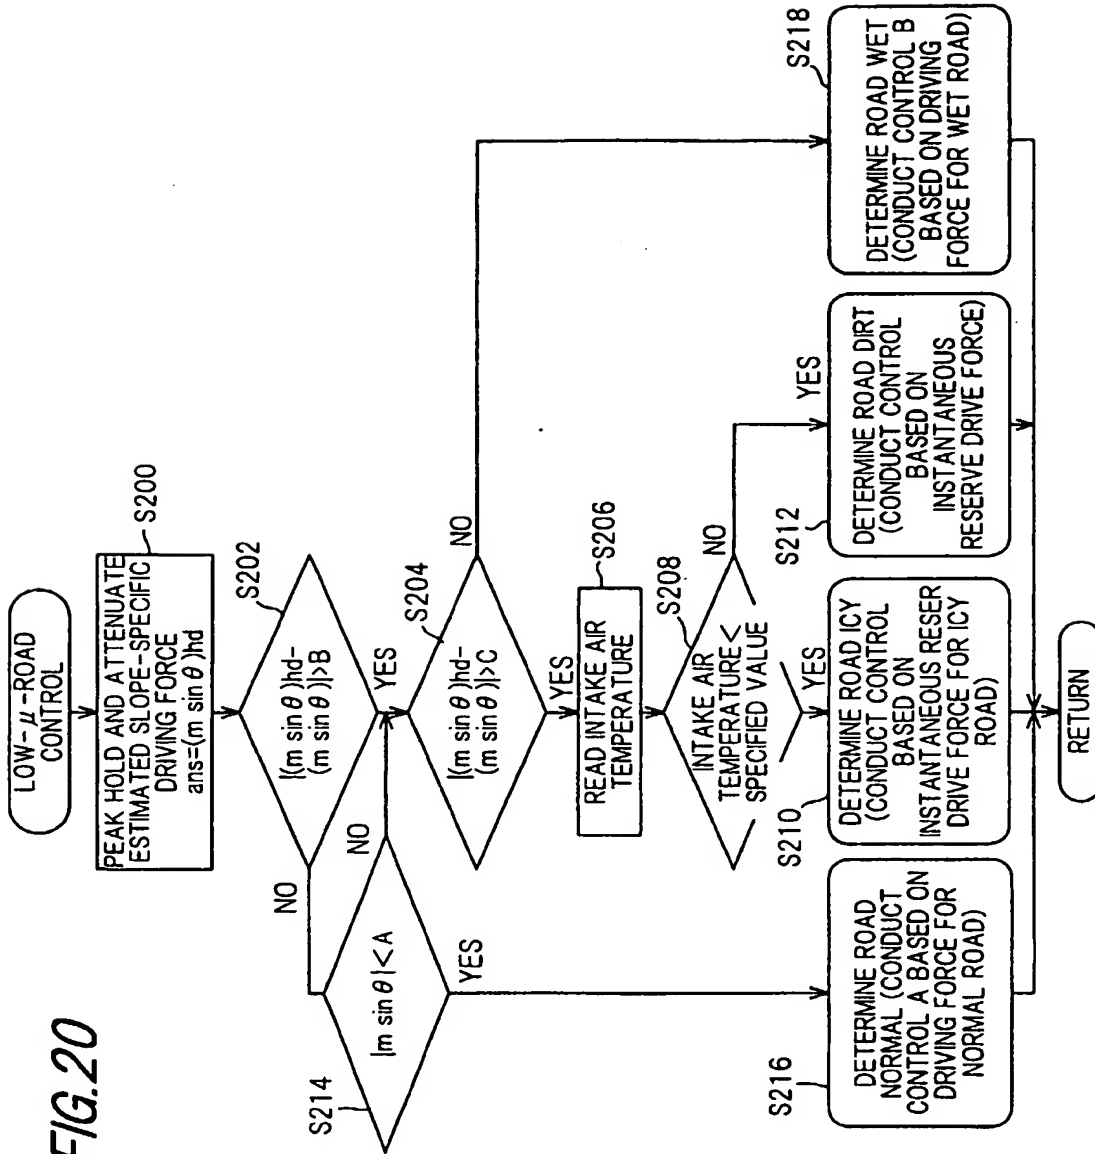 FIG.20
LOW-μ-ROAD
CONTROL
S200
PEAK HOLD AND ATTENUATE
ESTIMATED SLOPE-SPECIFIC
DRIVING FORCE
ans=(m sin θ)hd
S202
|(m sin θ)hd-
(m sin θ)|>B
NO
YES
S214
|m sin θ|<A
NO
YES
S204
|(m sin θ)hd-
(m sin θ)|>C
NO
YES
S206
READ INTAKE AIR
TEMPERATURE
S208
INTAKE AIR
TEMPERATURE<
SPECIFIED VALUE
NO
YES
YES
S216
DETERMINE ROAD
NORMAL (CONDUCT
CONTROL A BASED ON
DRIVING FORCE FOR
NORMAL ROAD)
S210
DETERMINE ROAD ICY
(CONDUCT CONTROL
BASED ON
INSTANTANEOUS RESER
DRIVE FORCE FOR ICY
ROAD)
S212
DETERMINE ROAD DIRT
(CONDUCT CONTROL
BASED ON
INSTANTANEOUS
RESERVE DRIVE FORCE)
S218
DETERMINE ROAD WET
(CONDUCT CONTROL B
BASED ON DRIVING
FORCE FOR WET ROAD)
RETURN